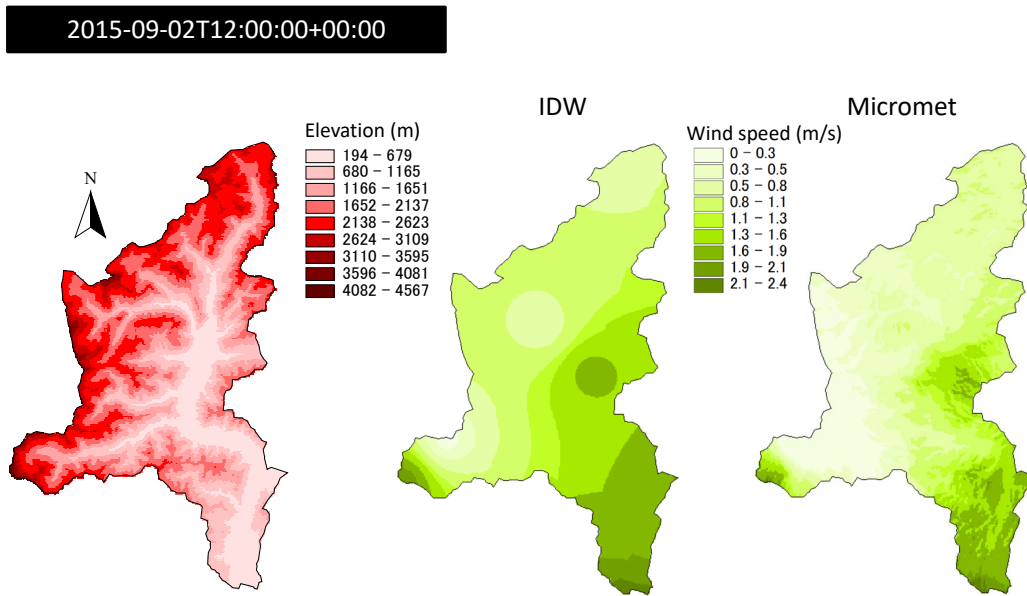 2015-09-02T12:00:00+00:00
IDW
Micromet
Elevation (m)
194 – 679
680 – 1165
1166 – 1651
1652 – 2137
2138 – 2623
2624 – 3109
3110 – 3595
3596 – 4081
4082 – 4567
Wind speed (m/s)
0 – 0.3
0.3 – 0.5
0.5 – 0.8
0.8 – 1.1
1.1 – 1.3
1.3 – 1.6
1.6 – 1.9
1.9 – 2.1
2.1 – 2.4
N